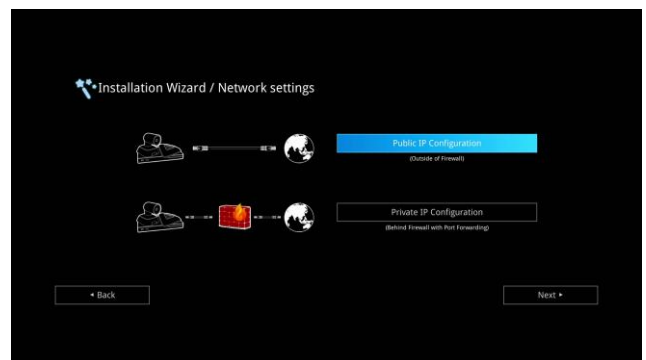 Installation Wizard / Network settings
Public IP Configuration
(Outside of Firewall)
Private IP Configuration
(Behind Firewall with Port Forwarding)
Back
Next